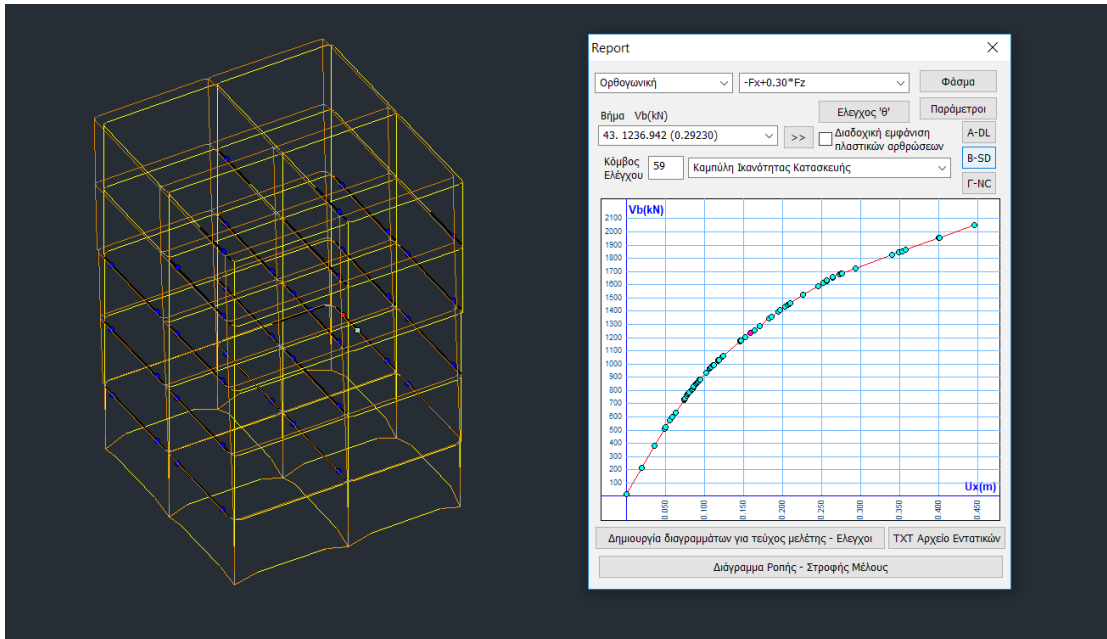 Report
Ορθογωνική
-Fx+0.30*Fz
Φάσμα
Βήμα Vb(kN)
Ελεγχος 'θ'
Παράμετροι
43. 1236.942 (0.29230)
>>
Διαδοχική εμφάνιση
πλαστικών αρθρώσεων
A-DL
B-SD
Γ-NC
Κόμβος
Ελέγχου
59
Καμπύλη Ικανότητας Κατασκευής
Vb(kN)
2100
2000
1900
1800
1700
1600
1500
1400
1300
1200
1100
1000
900
800
700
600
500
400
300
200
100
Ux(m)
0.050
0.100
0.150
0.200
0.250
0.300
0.350
0.400
0.450
Δημιουργία διαγραμμάτων για τεύχος μελέτης - Ελεγχοι
TXT Αρχείο Εντατικών
Διάγραμμα Ροπής - Στροφής Μέλους